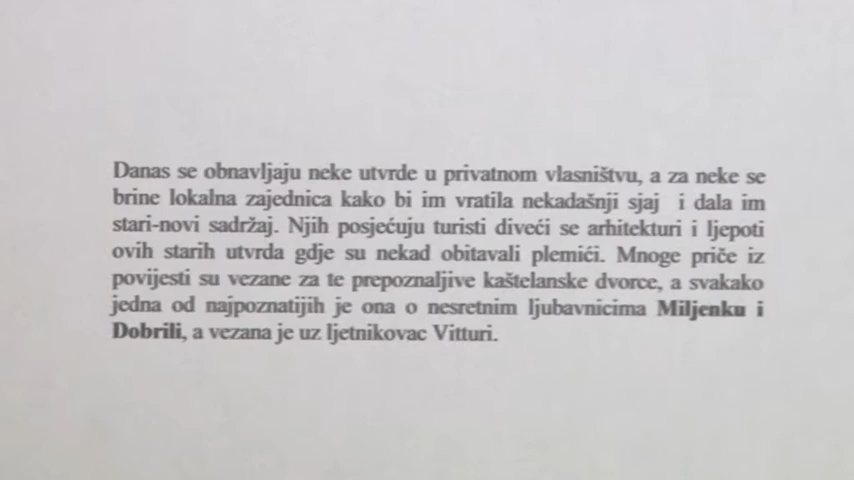 Danas se obnavljaju neke utvrde u privatnom vlasništvu, a za neke se
brine lokalna zajednica kako bi im vratila nekadašnji sjaj  i dala im
stari-novi sadržaj. Njih posjećuju turisti diveći se arhitekturi i ljepoti
ovih starih utvrda gdje su nekad obitavali plemići. Mnoge priče iz
povijesti su vezane za te prepoznaljive kaštelanske dvorce, a svakako
jedna od najpoznatijih je ona o nesretnim ljubavnicima Miljenku i
Dobrili, a vezana je uz ljetnikovac Vitturi.